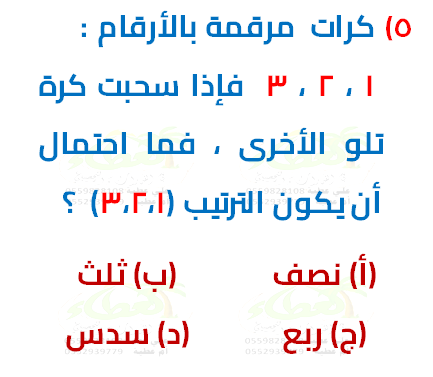 ٥) كرات مرقمة بالأرقام :
١ ، ٢ ، ٣ فإذا سحبت كرة
تلو الأخرى ، فما احتمال
أن يكون الترتيب (٣،٢،١) ؟
(أ) نصف (ب) ثلث
(ج) ربع (د) سدس